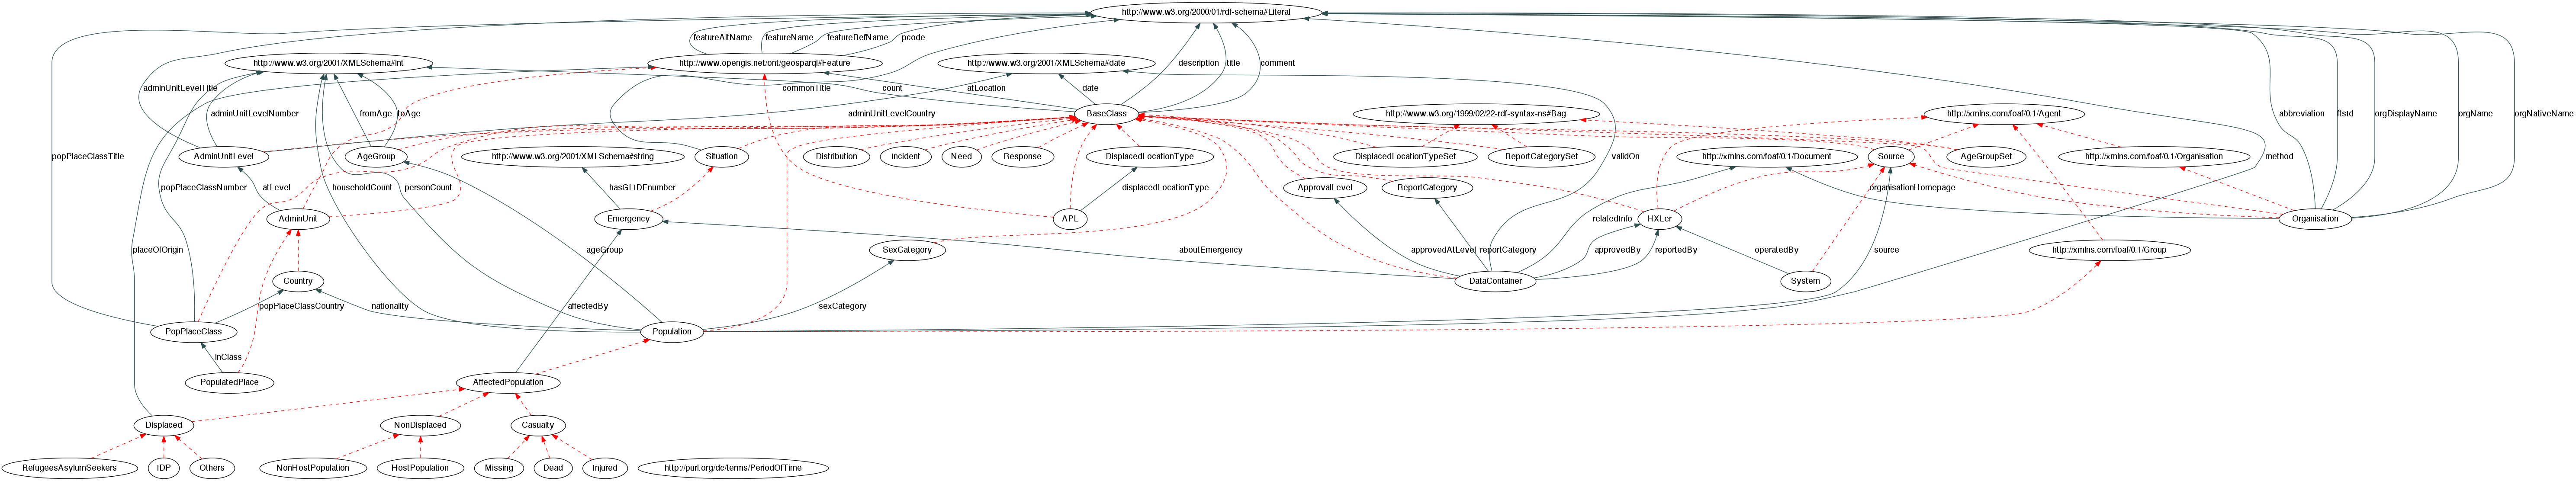 http://www.w3.org/2000/01/rdf-schema#Literal
featureAltName
featureName
featureRefName
pcode
http://www.w3.org/2001/XMLSchema#int
http://www.opengis.net/ont/geosparql#Feature
http://www.w3.org/2001/XMLSchema#date
description
title
comment
adminUnitLevelTitle
commonTitle
count
atLocation
date
adminUnitLevelNumber
fromAge
toAge
adminUnitLevelCountry
BaseClass
http://www.w3.org/1999/02/22-rdf-syntax-ns#Bag
http://xmlns.com/foaf/0.1/Agent
abbreviation
ftsId
orgDisplayName
orgName
orgNativeName
popPlaceClassTitle
AdminUnitLevel
AgeGroup
http://www.w3.org/2001/XMLSchema#string
Situation
Distribution
Incident
Need
Response
DisplacedLocationType
DisplacedLocationTypeSet
ReportCategorySet
validOn
http://xmlns.com/foaf/0.1/Document
Source
AgeGroupSet
http://xmlns.com/foaf/0.1/Organisation
method
popPlaceClassNumber
atLevel
householdCount
personCount
hasGLIDEnumber
displacedLocationType
ApprovalLevel
ReportCategory
organisationHomepage
AdminUnit
Emergency
APL
relatedInfo
HXLer
Organisation
placeOfOrigin
ageGroup
SexCategory
aboutEmergency
approvedAtLevel
reportCategory
approvedBy
reportedBy
operatedBy
source
http://xmlns.com/foaf/0.1/Group
Country
DataContainer
System
popPlaceClassCountry
nationality
affectedBy
sexCategory
PopPlaceClass
Population
inClass
PopulatedPlace
AffectedPopulation
Displaced
NonDisplaced
Casualty
RefugeesAsylumSeekers
IDP
Others
NonHostPopulation
HostPopulation
Missing
Dead
Injured
http://purl.org/dc/terms/PeriodOfTime